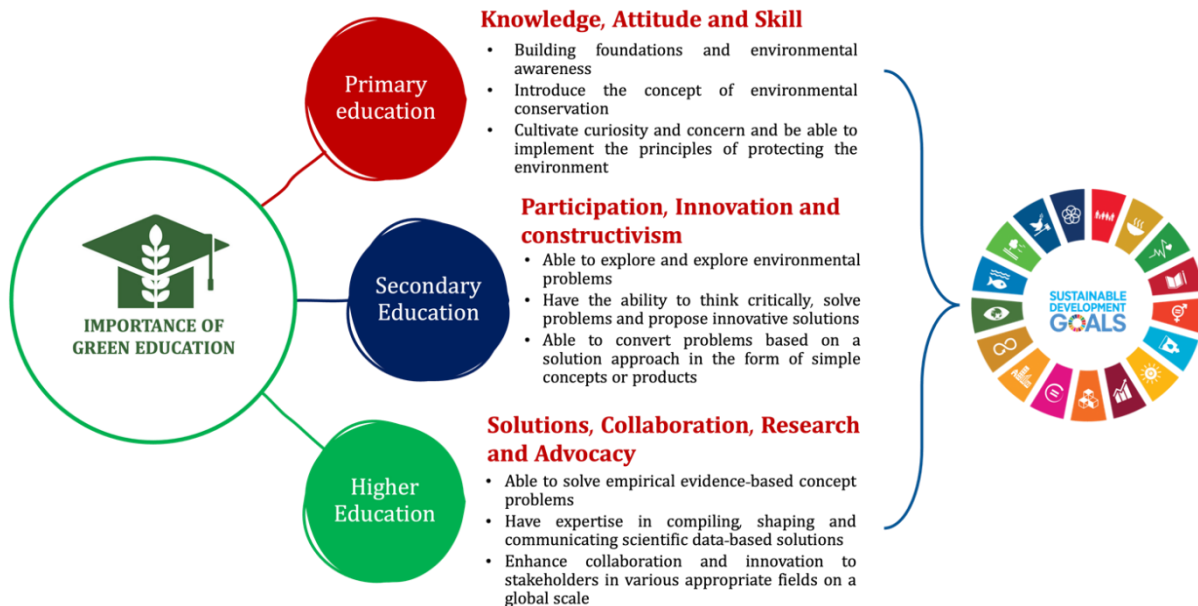 IMPORTANCE OF
GREEN EDUCATION
Primary
education
Knowledge, Attitude and Skill
• Building foundations and environmental
awareness
• Introduce the concept of environmental
conservation
• Cultivate curiosity and concern and be able to
implement the principles of protecting the
environment
Secondary
Education
Participation, Innovation and
constructivism
• Able to explore and explore environmental
problems
• Have the ability to think critically, solve
problems and propose innovative solutions
• Able to convert problems based on a
solution approach in the form of simple
concepts or products
Higher
Education
Solutions, Collaboration, Research
and Advocacy
• Able to solve empirical evidence-based concept
problems
• Have expertise in compiling, shaping and
communicating scientific data-based solutions
• Enhance collaboration and innovation to
stakeholders in various appropriate fields on a
global scale
SUSTAINABLE
DEVELOPMENT
GOALS